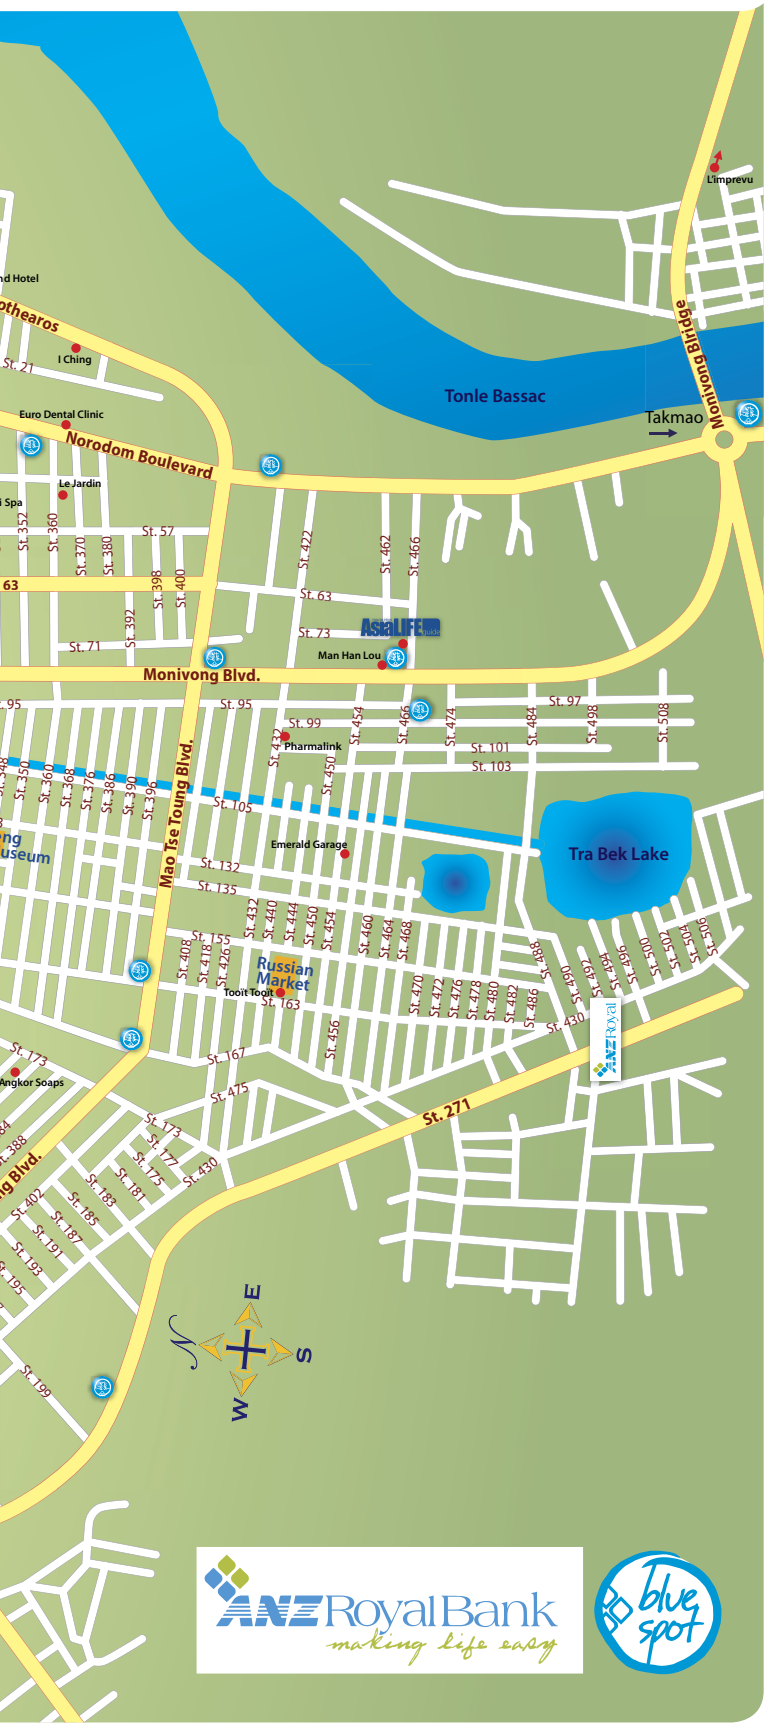 L'imprevu
nd Hotel
othearos
I Ching
St. 21
Monivong Blridge
Tonle Bassac
Takmao
Euro Dental Clinic
Norodom Boulevard
Le Jardin
i Spa
St. 352
St. 360
St. 370
St. 380
St. 57
St. 422
St. 462
St. 466
63
St. 398
St. 400
St. 392
St. 63
St. 73
AsiaLIFE
guide
St. 71
Man Han Lou
Monivong Blvd.
. 95
St. 95
St. 97
St. 99
St. 432
St. 454
St. 466
St. 474
St. 484
St. 498
St. 508
Pharmalink
St. 101
St. 103
St. 450
348
St. 350
St. 360
St. 368
St. 376
St. 386
St. 390
St. 396
Mao Tse Toung Blvd.
St. 105
eng
useum
Emerald Garage
Tra Bek Lake
St. 132
St. 135
St. 432
St. 440
St. 444
St. 450
St. 454
St. 460
St. 464
St. 468
St. 155
St. 408
St. 418
St. 426
Russian
Market
Tooït Tooït
St. 163
St. 488
St. 490
St. 492
St. 494
St. 496
St. 500
St. 502
St. 504
St. 506
St. 470
St. 472
St. 476
St. 478
St. 480
St. 482
St. 486
St. 430
ANZ Royal
St. 456
St. 167
St. 173
Angkor Soaps
St. 475
St. 271
84
St. 388
St. 173
St. 177
St. 175
St. 430
St. 181
ng Blvd.
St. 402
St. 183
St. 185
St. 187
St. 191
St. 193
St. 195
St. 199
E
N
S
W
ANZ Royal Bank
making life easy
blue
spot